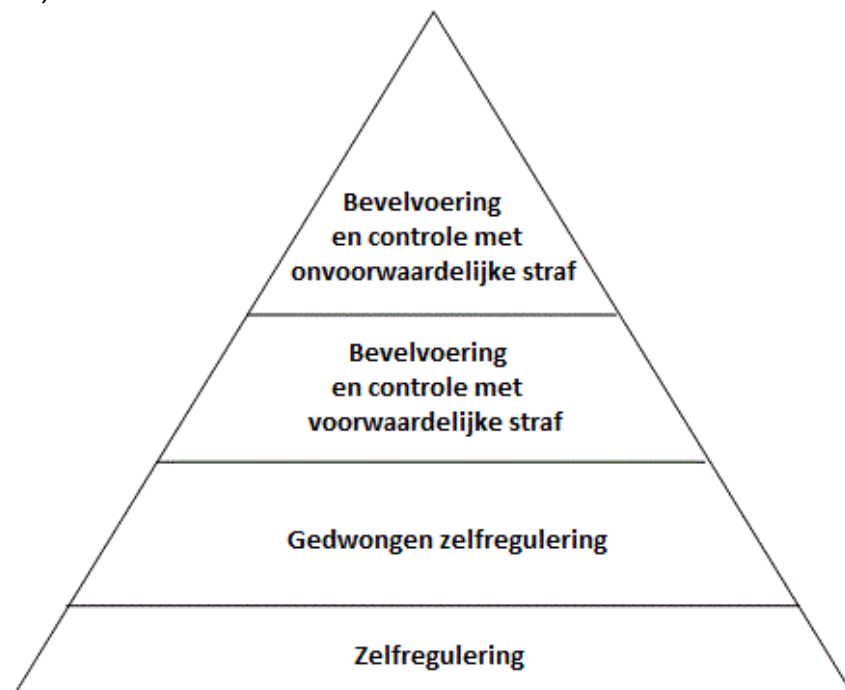 Bevelvoering
en controle met
onvoorwaardelijke straf
Bevelvoering
en controle met
voorwaardelijke straf
Gedwongen zelfregulering
Zelfregulering